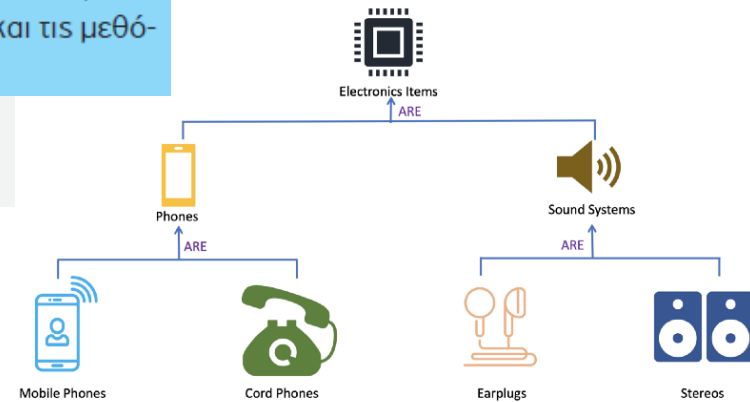 και τις μεθό-
Electronics Items
ARE
Phones
Sound Systems
ARE
ARE
Mobile Phones
Cord Phones
Earplugs
Stereos